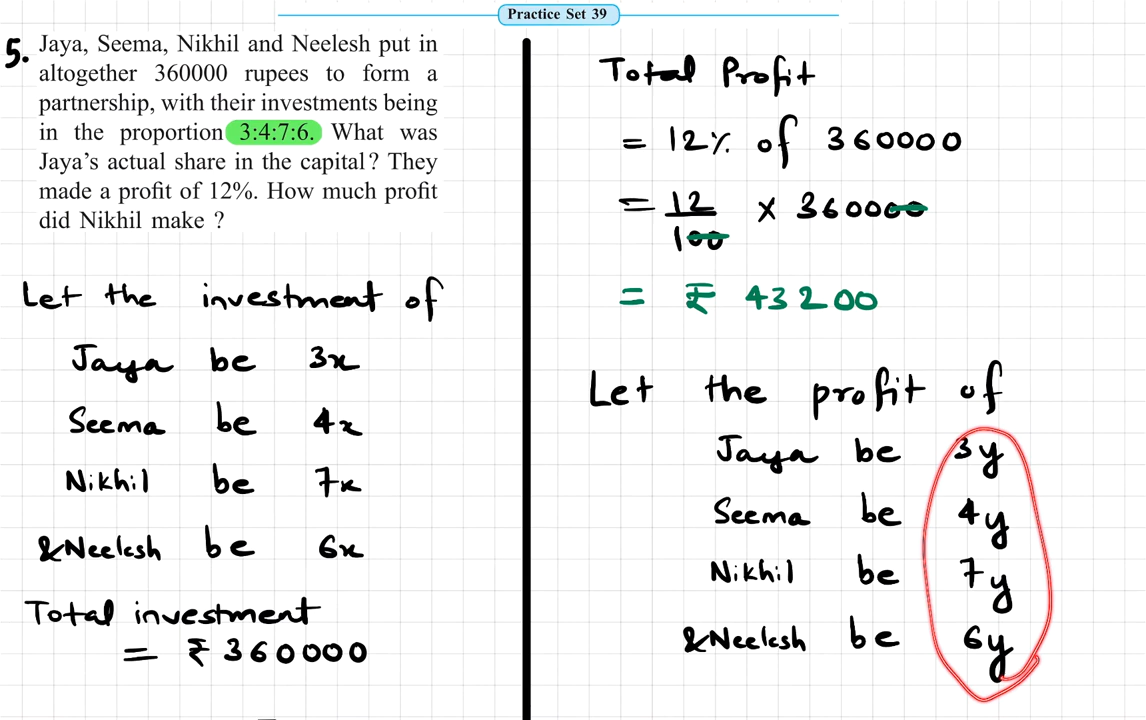 Practice Set 39
5. Jaya, Seema, Nikhil and Neelesh put in
altogether 360000 rupees to form a
partnership, with their investments being
in the proportion 3:4:7:6. What was
Jaya's actual share in the capital? They
made a profit of 12%. How much profit
did Nikhil make ?
Let the investment of
Jaya be 3x
Seema be 4x
Nikhil be 7x
&Neelesh be 6x
Total investment
= ₹ 360000
Total Profit
= 12% of 360000
= 12/100 × 360000
= ₹ 43200
Let the profit of
Jaya be 3y
Seema be 4y
Nikhil be 7y
&Neelesh be 6y